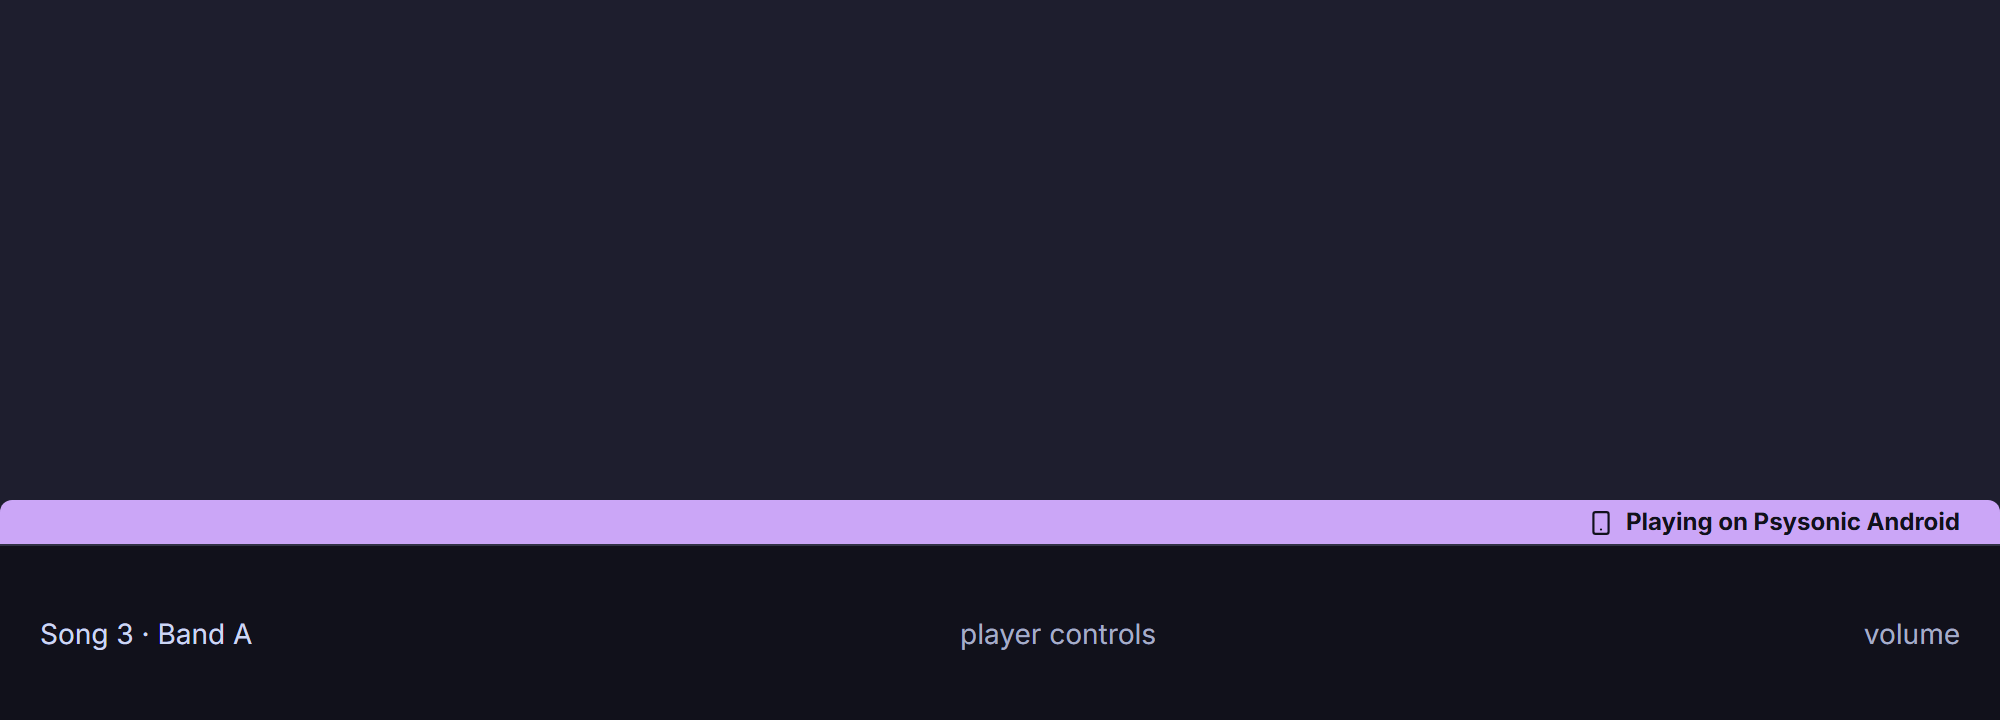 Playing on Psysonic Android
Song 3 · Band A
player controls
volume